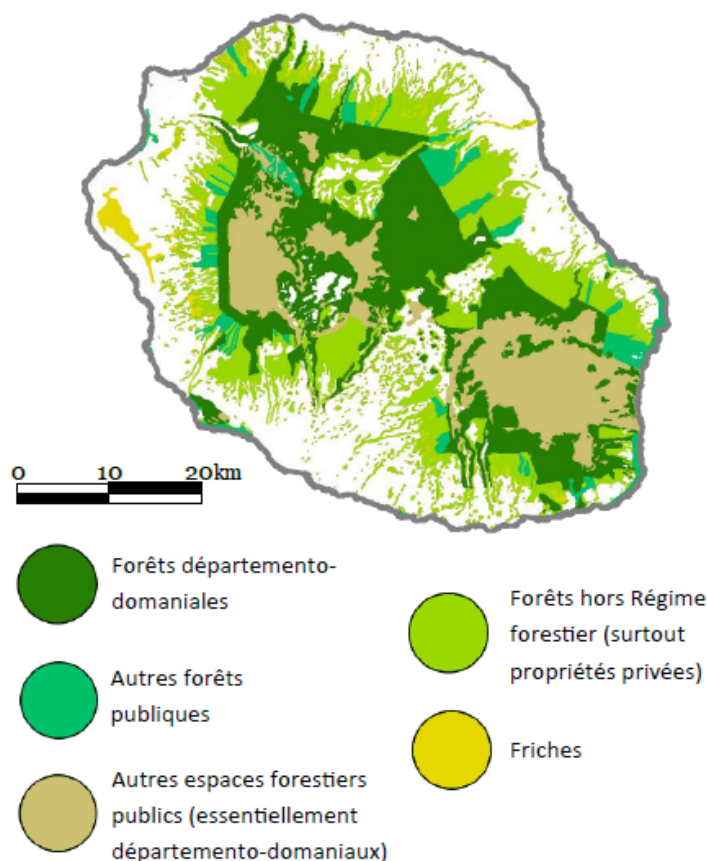 0 10 20km
Forêts départemento-
domaniales
Autres forêts
publiques
Autres espaces forestiers
publics (essentiellement
départemento-domaniaux)
Forêts hors Régime
forestier (surtout
propriétés privées)
Friches